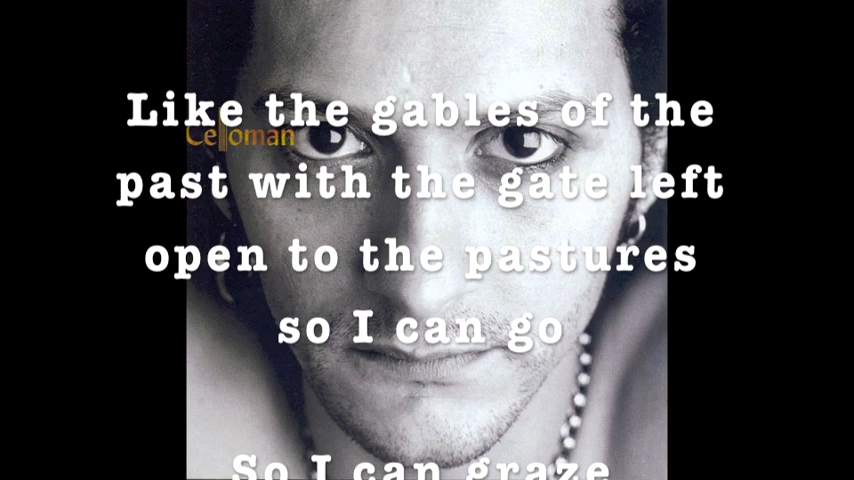 Like the gables of the
Celloman
past with the gate left
open to the pastures
so I can go
So I can graze